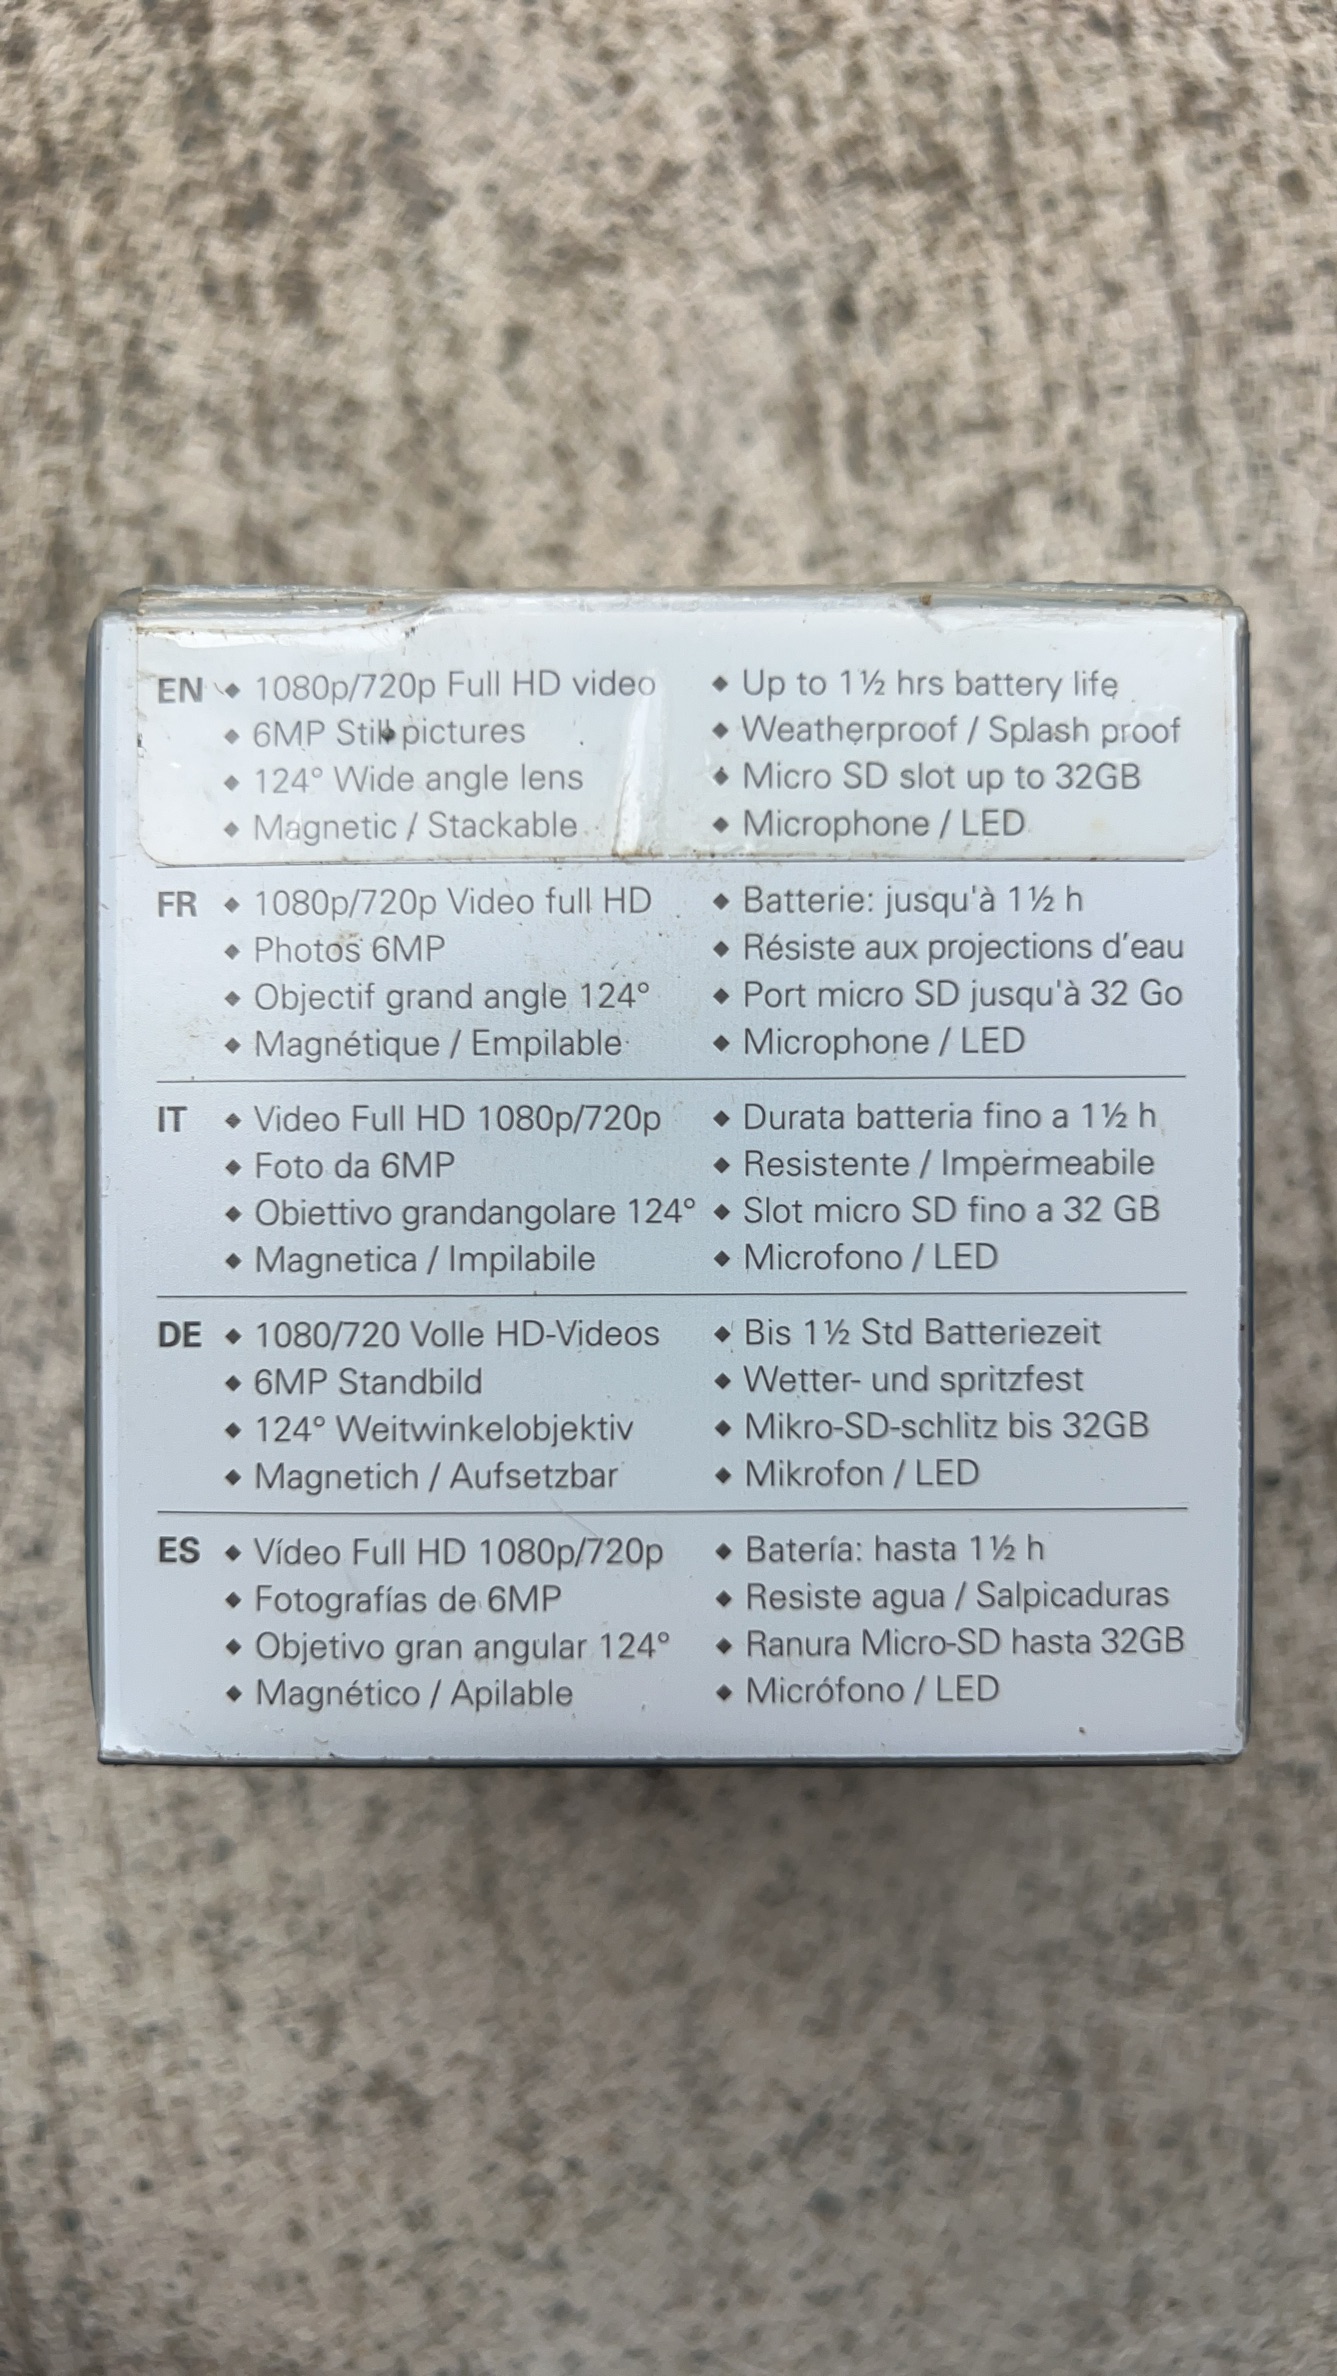 EN ◆ 1080p/720p Full HD video ◆ Up to 1½ hrs battery life
◆ 6MP Still pictures ◆ Weatherproof / Splash proof
◆ 124° Wide angle lens ◆ Micro SD slot up to 32GB
◆ Magnetic / Stackable ◆ Microphone / LED
FR ◆ 1080p/720p Video full HD ◆ Batterie: jusqu'à 1½ h
◆ Photos 6MP ◆ Résiste aux projections d’eau
◆ Objectif grand angle 124° ◆ Port micro SD jusqu'à 32 Go
◆ Magnétique / Empilable ◆ Microphone / LED
IT ◆ Video Full HD 1080p/720p ◆ Durata batteria fino a 1½ h
◆ Foto da 6MP ◆ Resistente / Impermeabile
◆ Obiettivo grandangolare 124° ◆ Slot micro SD fino a 32 GB
◆ Magnetica / Impilabile ◆ Microfono / LED
DE ◆ 1080/720 Volle HD-Videos ◆ Bis 1½ Std Batteriezeit
◆ 6MP Standbild ◆ Wetter- und spritzfest
◆ 124° Weitwinkelobjektiv ◆ Mikro-SD-schlitz bis 32GB
◆ Magnetich / Aufsetzbar ◆ Mikrofon / LED
ES ◆ Vídeo Full HD 1080p/720p ◆ Batería: hasta 1½ h
◆ Fotografías de 6MP ◆ Resiste agua / Salpicaduras
◆ Objetivo gran angular 124° ◆ Ranura Micro-SD hasta 32GB
◆ Magnético / Apilable ◆ Micrófono / LED